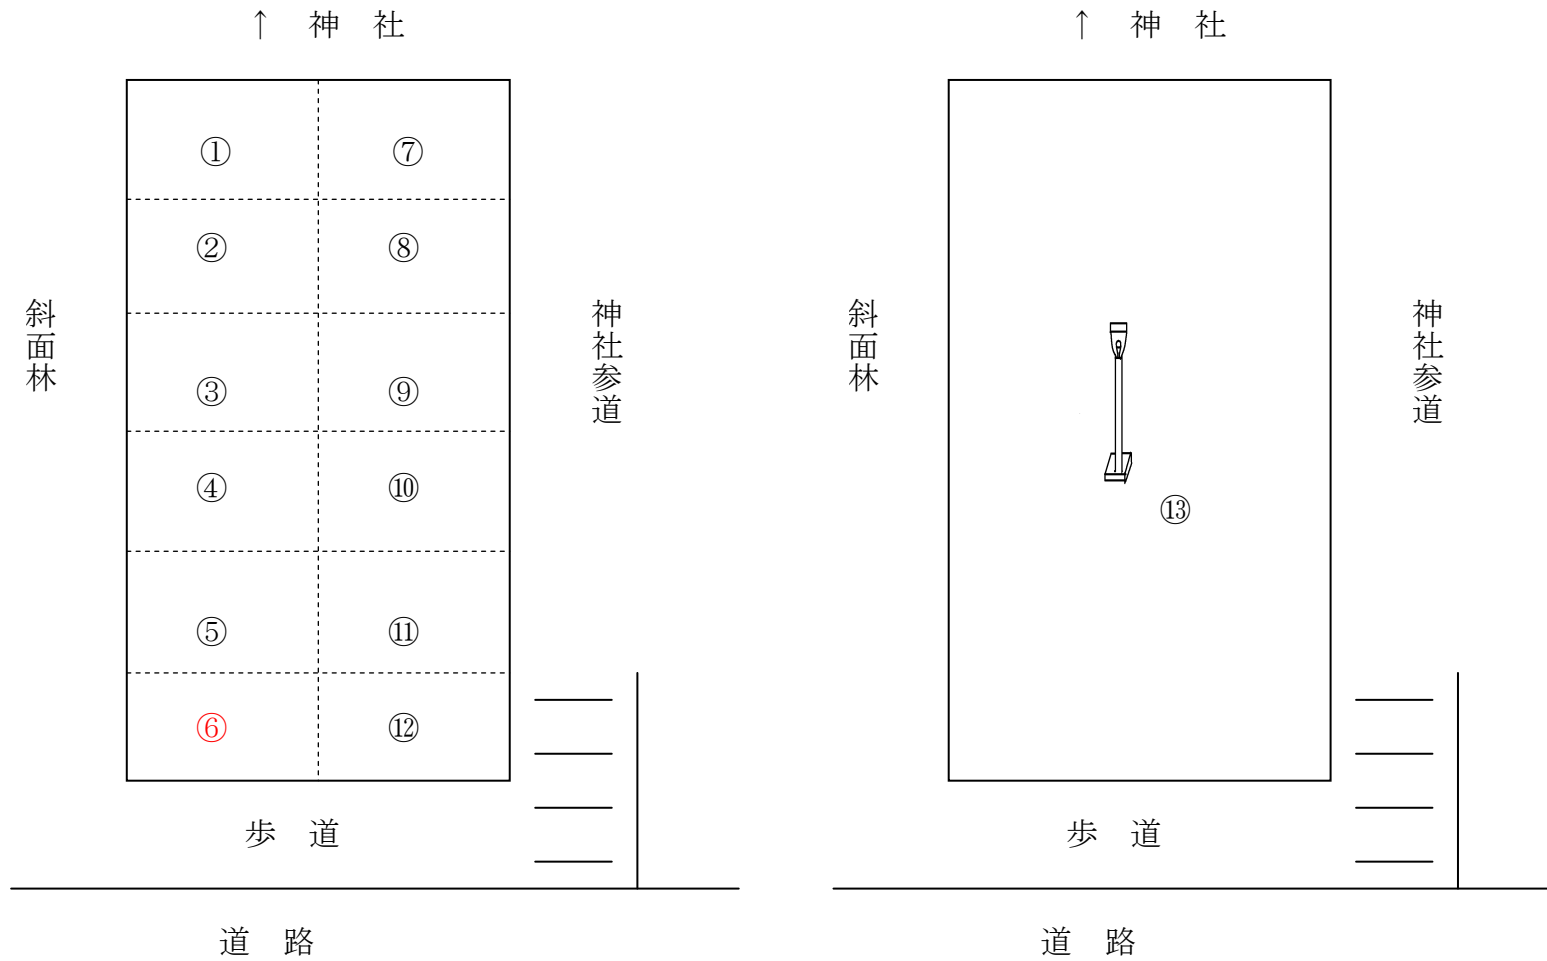 ↑ 神 社
① ⑦
② ⑧
斜面林
③ ⑨
神社参道
④ ⑩
⑤ ⑪
⑥ ⑫
歩 道
道 路
↑ 神 社
斜面林
神社参道
⑬
歩 道
道 路